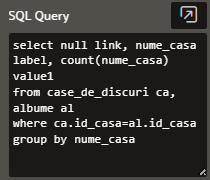 SQL Query
select null link, nume_casa
label, count(nume_casa)
value1
from case_de_discuri ca,
albume al
where ca.id_casa=al.id_casa
group by nume_casa